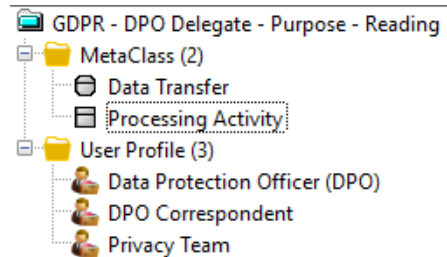 GDPR - DPO Delegate - Purpose - Reading
MetaClass (2)
Data Transfer
Processing Activity
User Profile (3)
Data Protection Officer (DPO)
DPO Correspondent
Privacy Team